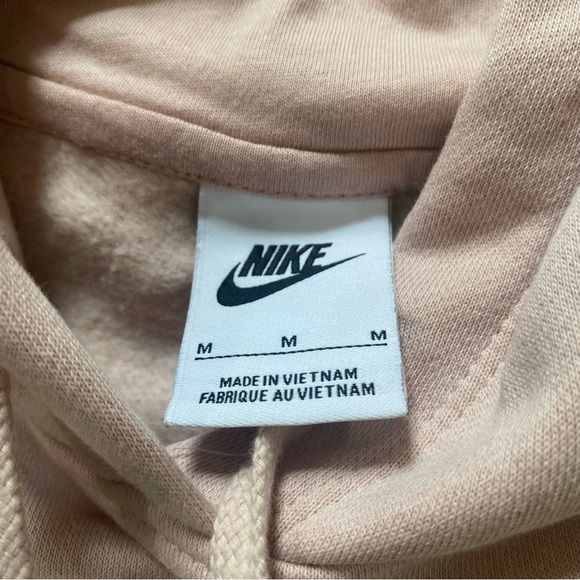 NIKE
M M M
MADE IN VIETNAM
FABRIQUE AU VIETNAM